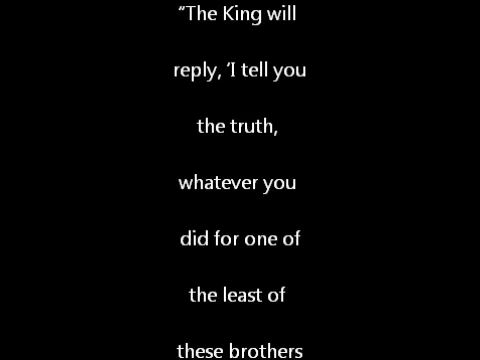 “The King will
reply, ‘I tell you
the truth,
whatever you
did for one of
the least of
these brothers